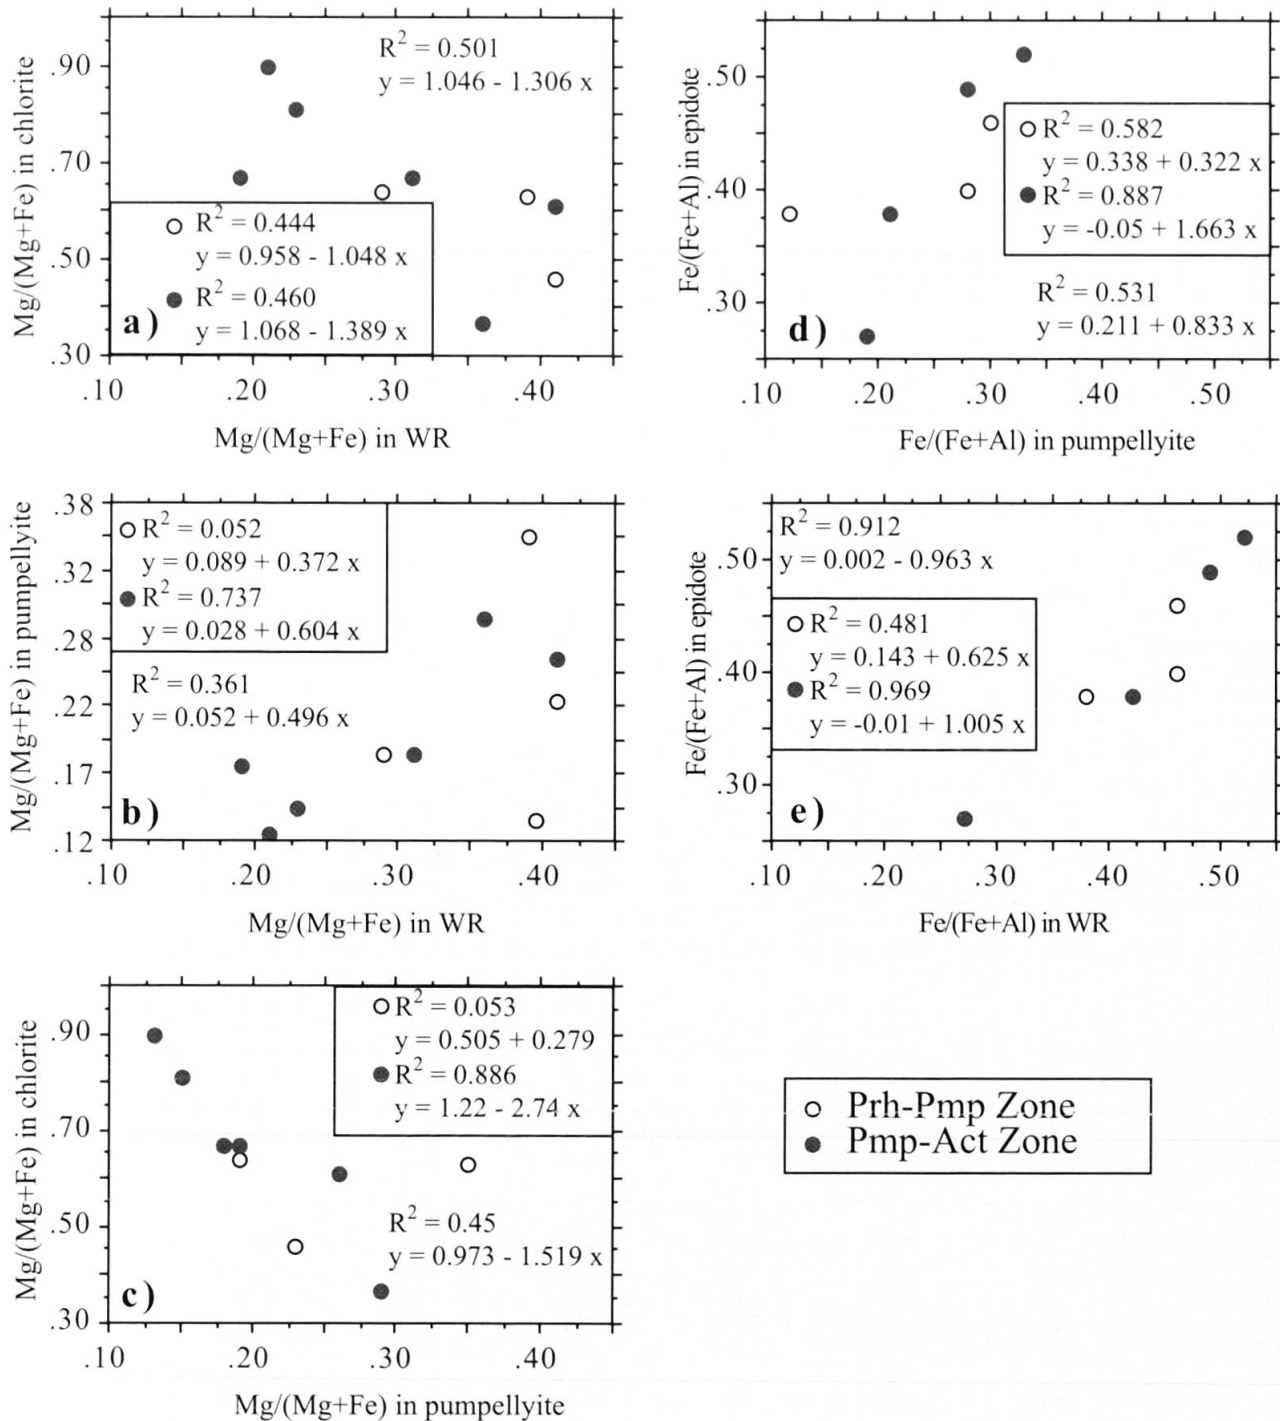 Mg/(Mg+Fe) in chlorite
.90
.70
.50
.30
R² = 0.501
y = 1.046 - 1.306 x
R² = 0.444
y = 0.958 - 1.048 x
R² = 0.460
y = 1.068 - 1.389 x
a)
.10 .20 .30 .40
Mg/(Mg+Fe) in WR
Mg/(Mg+Fe) in pumpellyite
.38
.32
.28
.22
.17
.12
R² = 0.052
y = 0.089 + 0.372 x
R² = 0.737
y = 0.028 + 0.604 x
R² = 0.361
y = 0.052 + 0.496 x
b)
.10 .20 .30 .40
Mg/(Mg+Fe) in WR
Mg/(Mg+Fe) in chlorite
.90
.70
.50
.30
R² = 0.053
y = 0.505 + 0.279
R² = 0.886
y = 1.22 - 2.74 x
R² = 0.45
y = 0.973 - 1.519 x
c)
.10 .20 .30 .40
Mg/(Mg+Fe) in pumpellyite
Fe/(Fe+Al) in epidote
.50
.40
.30
R² = 0.582
y = 0.338 + 0.322 x
R² = 0.887
y = -0.05 + 1.663 x
R² = 0.531
y = 0.211 + 0.833 x
d)
.10 .20 .30 .40 .50
Fe/(Fe+Al) in pumpellyite
Fe/(Fe+Al) in epidote
.50
.40
.30
R² = 0.912
y = 0.002 - 0.963 x
R² = 0.481
y = 0.143 + 0.625 x
R² = 0.969
y = -0.01 + 1.005 x
e)
.10 .20 .30 .40 .50
Fe/(Fe+Al) in WR
Prh-Pmp Zone
Pmp-Act Zone